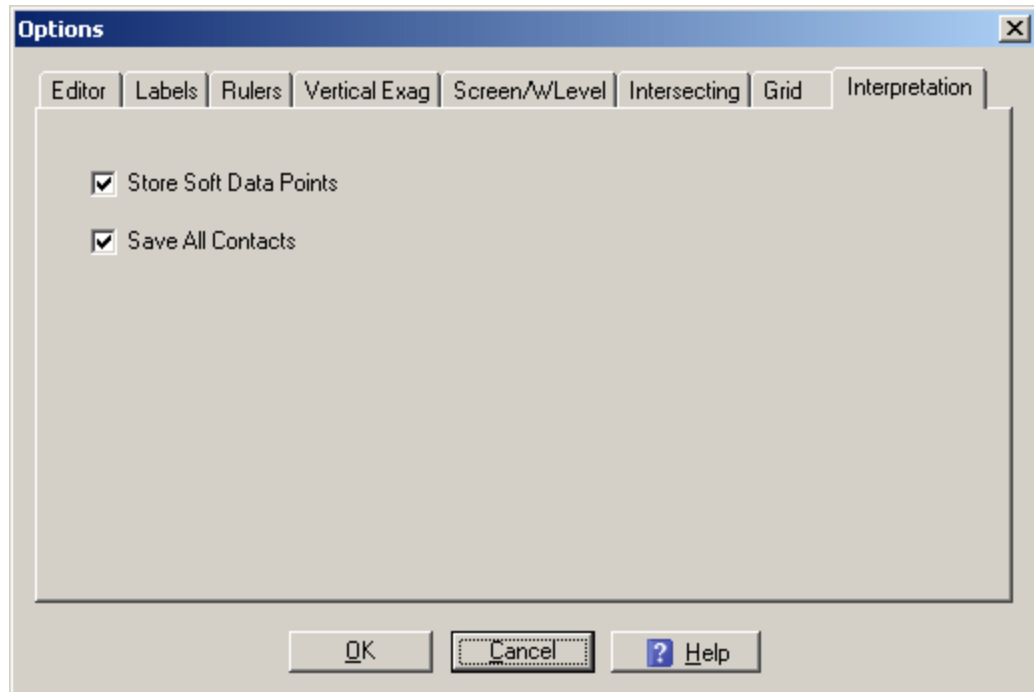 Options
Editor Labels Rulers Vertical Exag Screen/WLevel Intersecting Grid Interpretation
Store Soft Data Points
Save All Contacts
OK Cancel ? Help